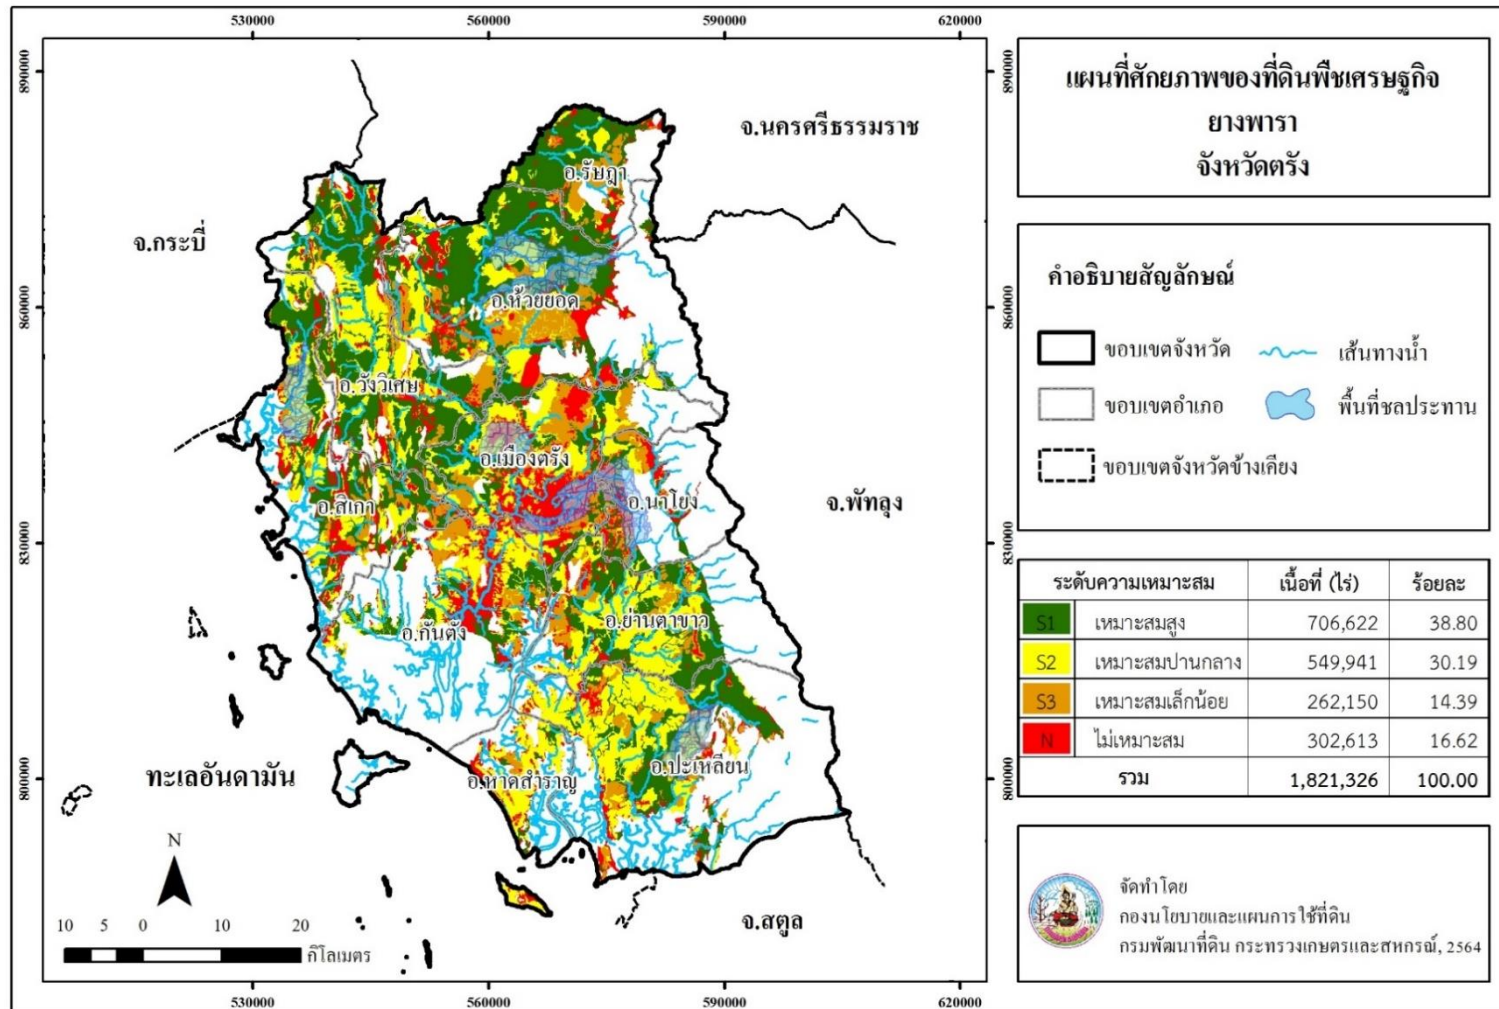 530000 560000 590000 620000
890000 890000
860000 860000
830000 830000
800000 800000
530000 560000 590000 620000
จ.นครศรีธรรมราช
จ.กระบี่
จ.พัทลุง
จ.สตูล
ทะเลอันดามัน
อ.รัษฎา
อ.ห้วยยอด
อ.วังวิเศษ
อ.เมืองตรัง
อ.สิเกา
อ.นาโยง
อ.กันตัง
อ.ย่านตาขาว
อ.ปะเหลียน
อ.หาดสำราญ
N
10 5 0 10 20
กิโลเมตร
แผนที่ศักยภาพของที่ดินพืชเศรษฐกิจ
ยางพารา
จังหวัดตรัง
คำอธิบายสัญลักษณ์
ขอบเขตจังหวัด เส้นทางน้ำ
ขอบเขตอำเภอ พื้นที่ชลประทาน
ขอบเขตจังหวัดข้างเคียง
ระดับความเหมาะสม เนื้อที่ (ไร่) ร้อยละ
S1 เหมาะสมสูง 706,622 38.80
S2 เหมาะสมปานกลาง 549,941 30.19
S3 เหมาะสมเล็กน้อย 262,150 14.39
N ไม่เหมาะสม 302,613 16.62
รวม 1,821,326 100.00
จัดทำโดย
กองนโยบายและแผนการใช้ที่ดิน
กรมพัฒนาที่ดิน กระทรวงเกษตรและสหกรณ์, 2564